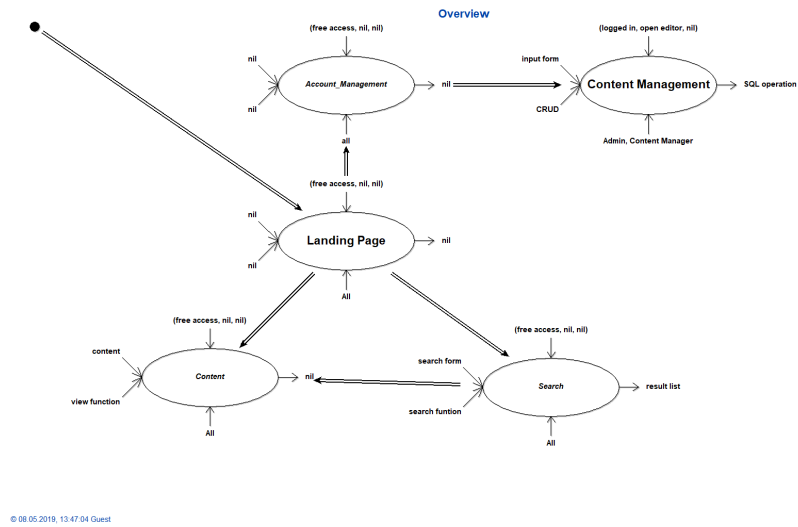 Overview
(free access, nil, nil)
(logged in, open editor, nil)
nil
input form
Account_Management
nil
Content Management
SQL operation
nil
CRUD
all
Admin, Content Manager
(free access, nil, nil)
nil
Landing Page
nil
nil
All
(free access, nil, nil)
(free access, nil, nil)
content
search form
Content
nil
Search
result list
view function
search funtion
All
All
© 08.05.2019, 13:47:04 Guest